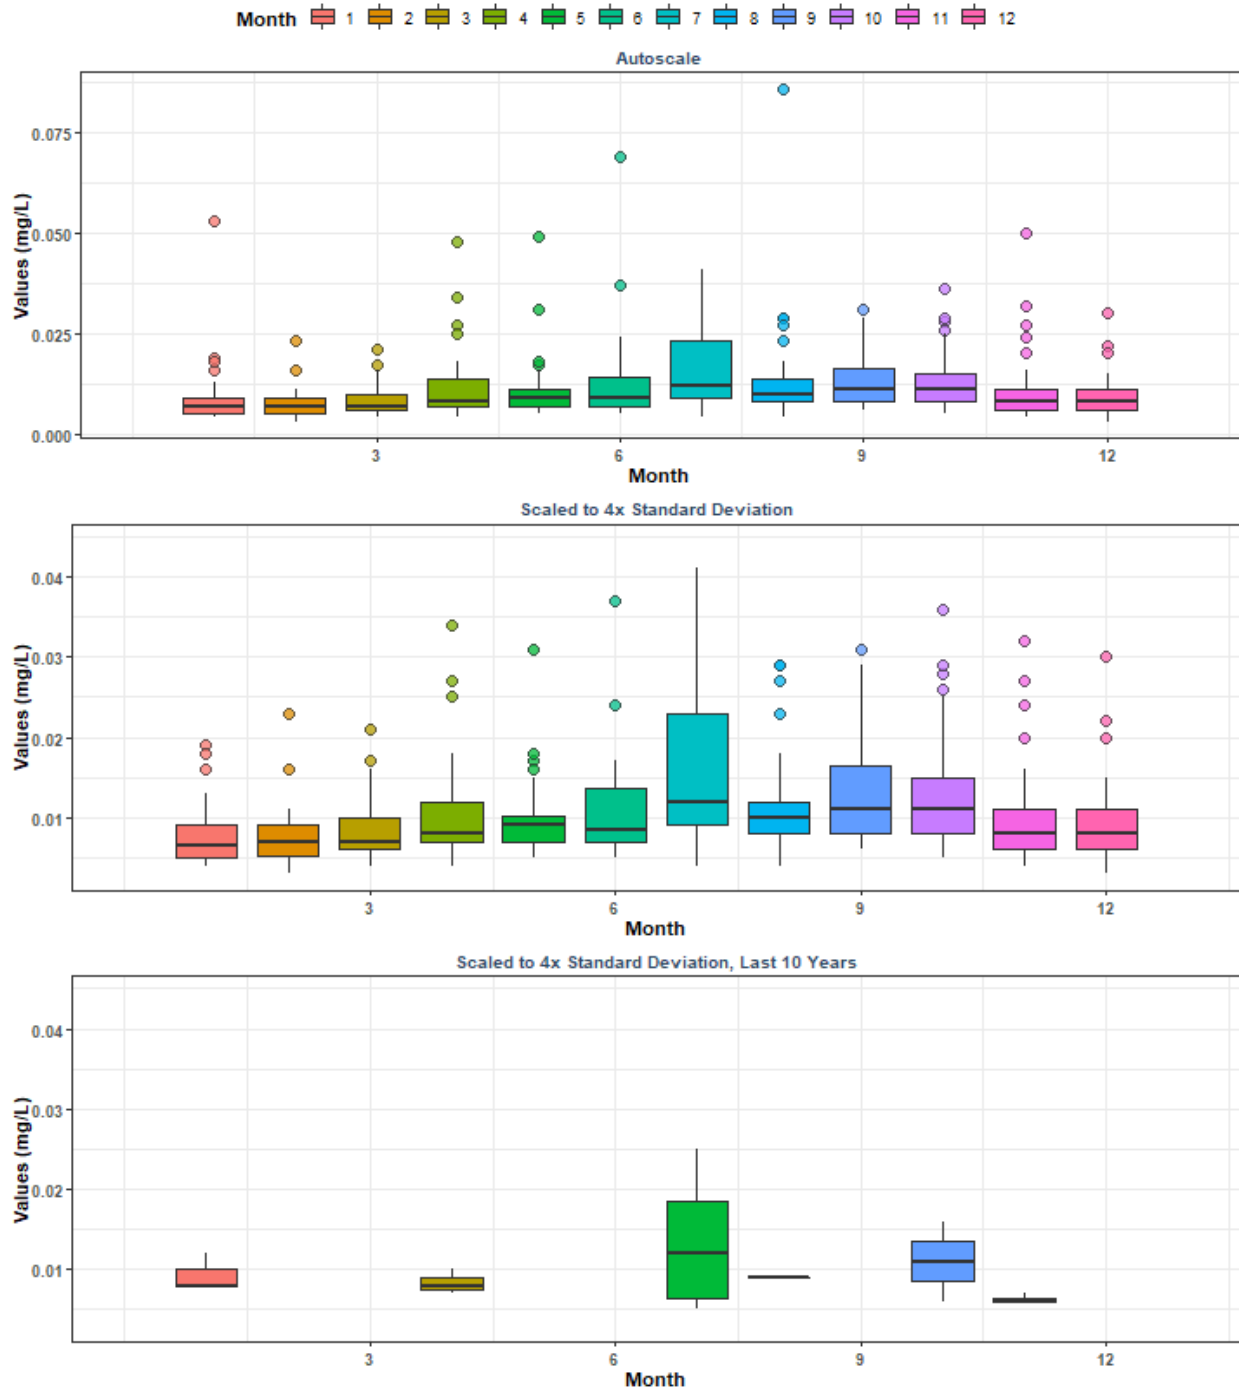 Month 1 2 3 4 5 6 7 8 9 10 11 12
Autoscale
Values (mg/L)
0.075
0.050
0.025
0.000
3 6 9 12
Month
Scaled to 4x Standard Deviation
Values (mg/L)
0.04
0.03
0.02
0.01
3 6 9 12
Month
Scaled to 4x Standard Deviation, Last 10 Years
Values (mg/L)
0.04
0.03
0.02
0.01
3 6 9 12
Month